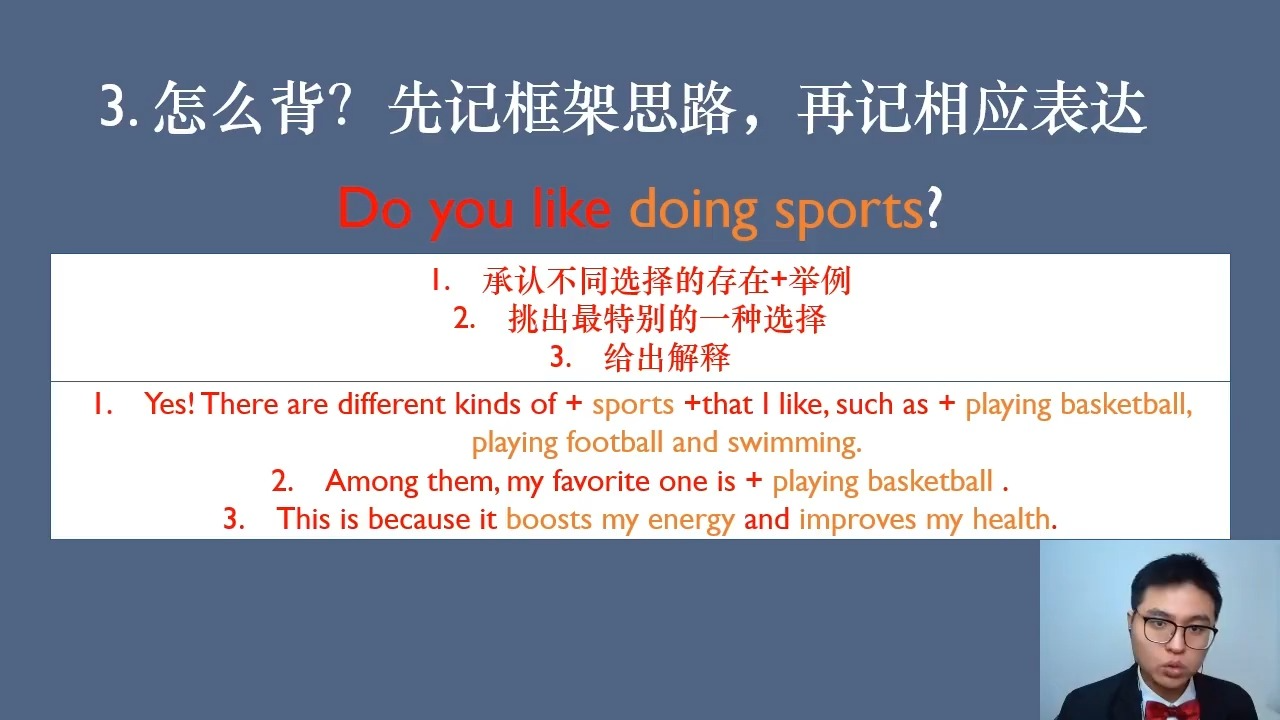 3. 怎么背？先记框架思路，再记相应表达
Do you like doing sports?
1. 承认不同选择的存在+举例
2. 挑出最特别的一种选择
3. 给出解释
1. Yes! There are different kinds of + sports +that I like, such as + playing basketball,
playing football and swimming.
2. Among them, my favorite one is + playing basketball .
3. This is because it boosts my energy and improves my health.